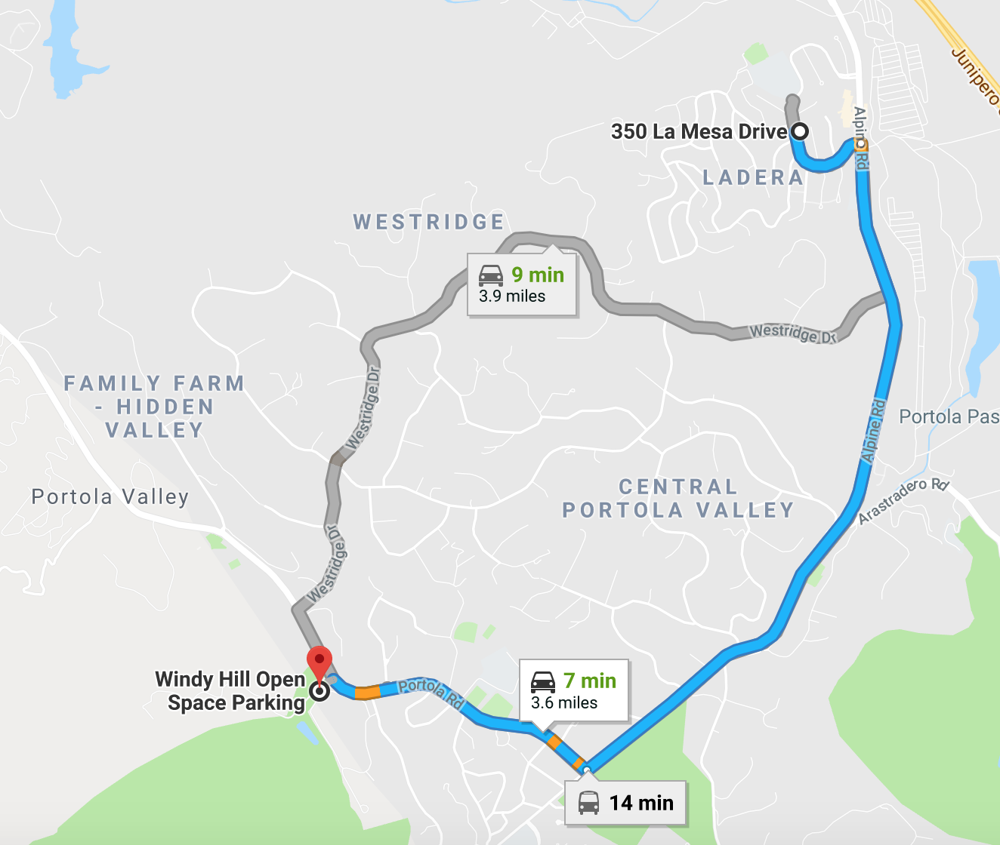 Junipero
Alpine Rd
350 La Mesa Drive
LADERA
WESTRIDGE
9 min
3.9 miles
Westridge Dr
Westridge Dr
FAMILY FARM
- HIDDEN
VALLEY
Alpine Rd
Portola Pas
CENTRAL
PORTOLA VALLEY
Arastradero Rd
Portola Valley
Westridge Dr
Windy Hill Open
Space Parking
7 min
3.6 miles
Portola Rd
14 min